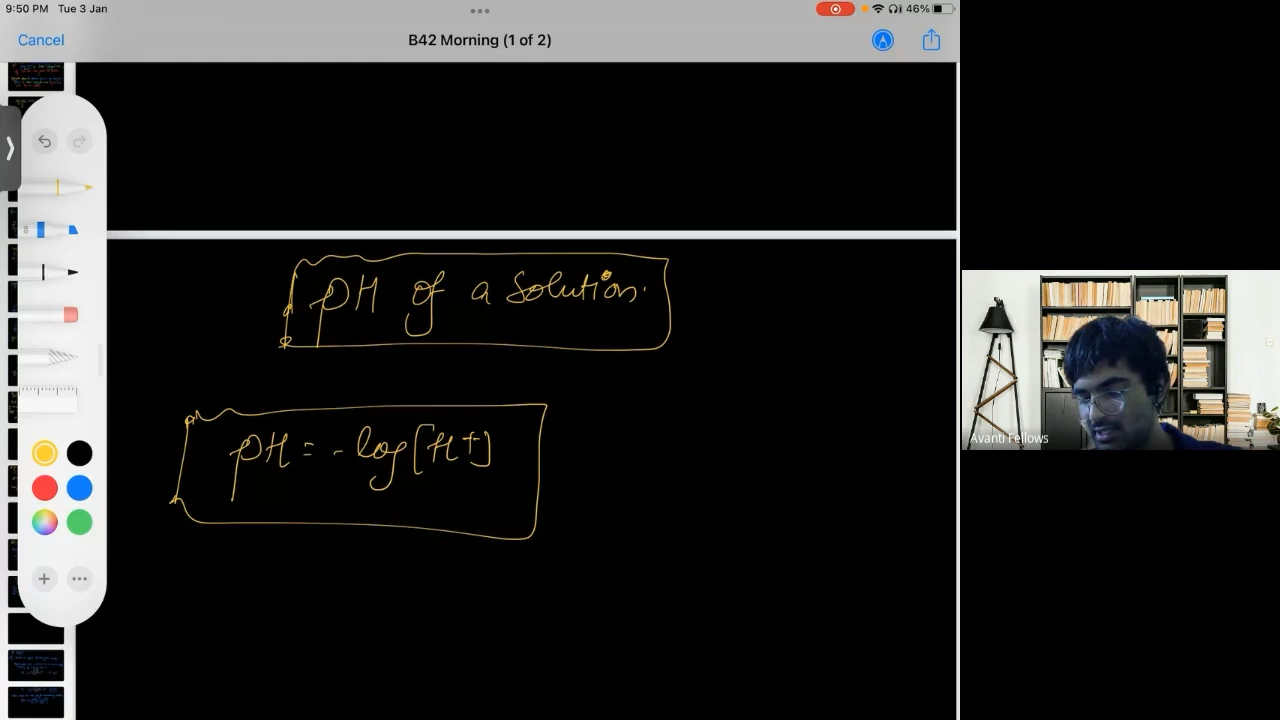 9:50 PM Tue 3 Jan
46%
Cancel
B42 Morning (1 of 2)
pH of a solution.
pH = - log [H+]
Avanti Fellows